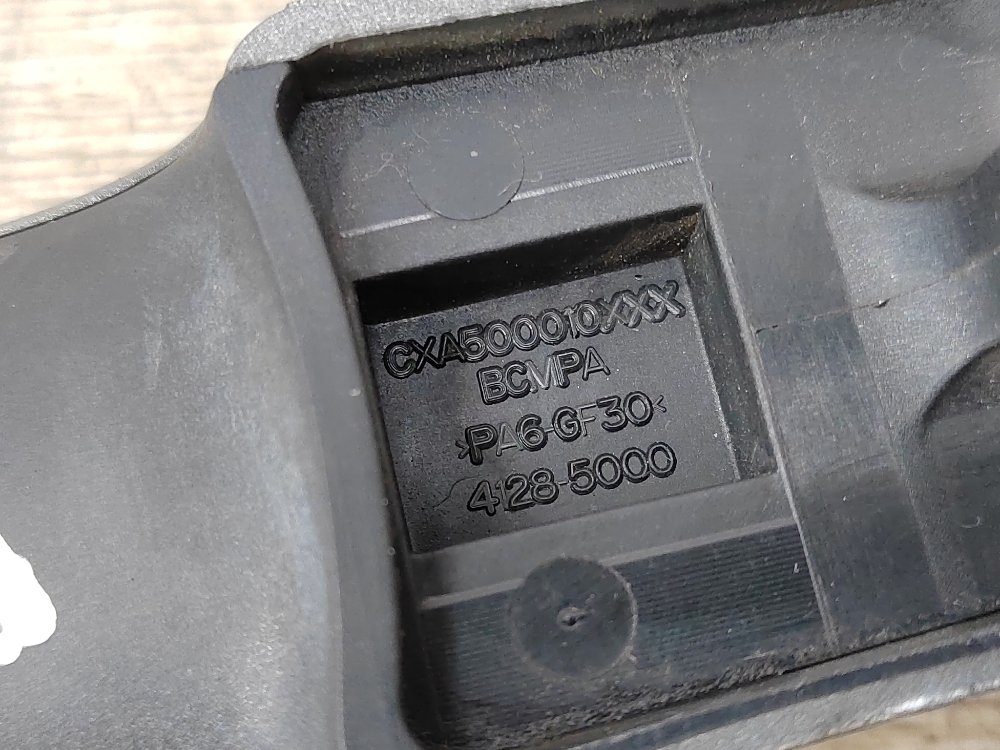 CXA500010XXX
BCMPA
>PA6-GF30<
4128-5000